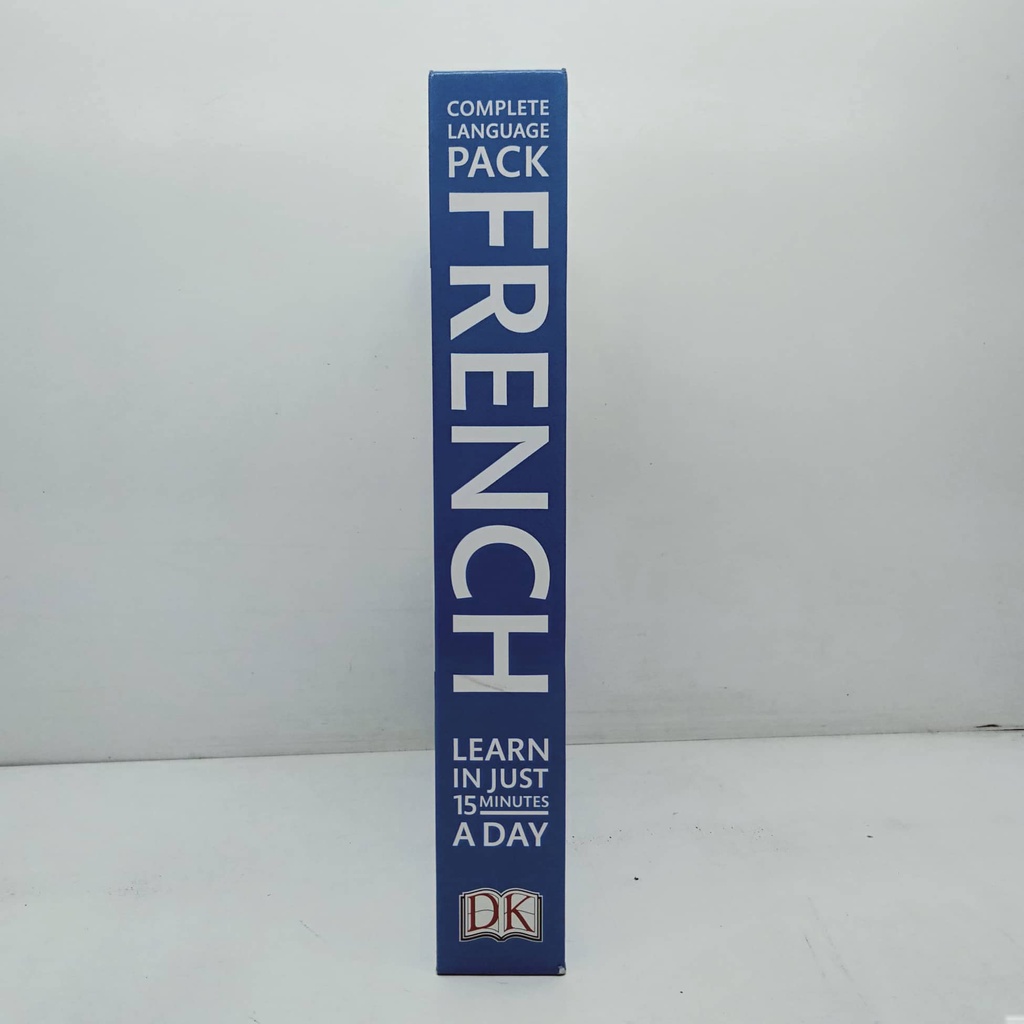 COMPLETE
LANGUAGE
PACK
FRENCH
LEARN
IN JUST
15 MINUTES
A DAY
DK